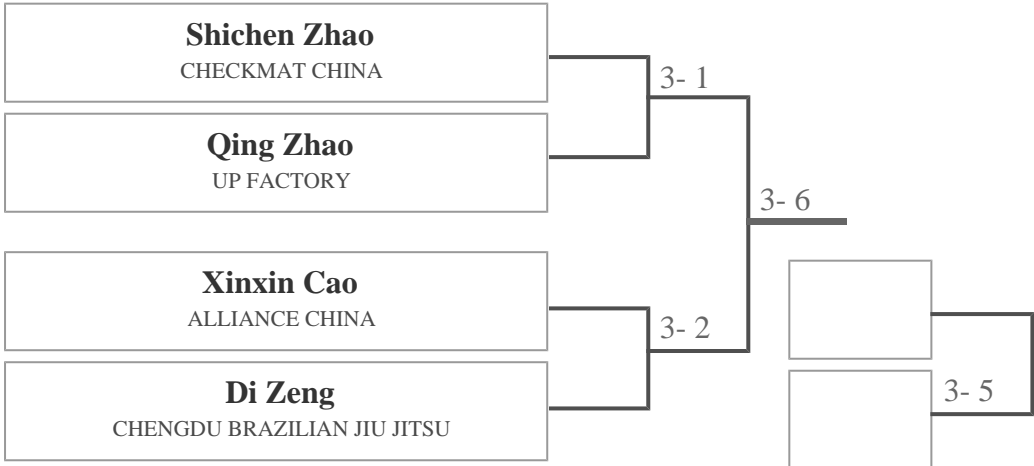 Shichen Zhao
CHECKMAT CHINA
3- 1
Qing Zhao
UP FACTORY
3- 6
Xinxin Cao
ALLIANCE CHINA
3- 2
Di Zeng
CHENGDU BRAZILIAN JIU JITSU
3- 5